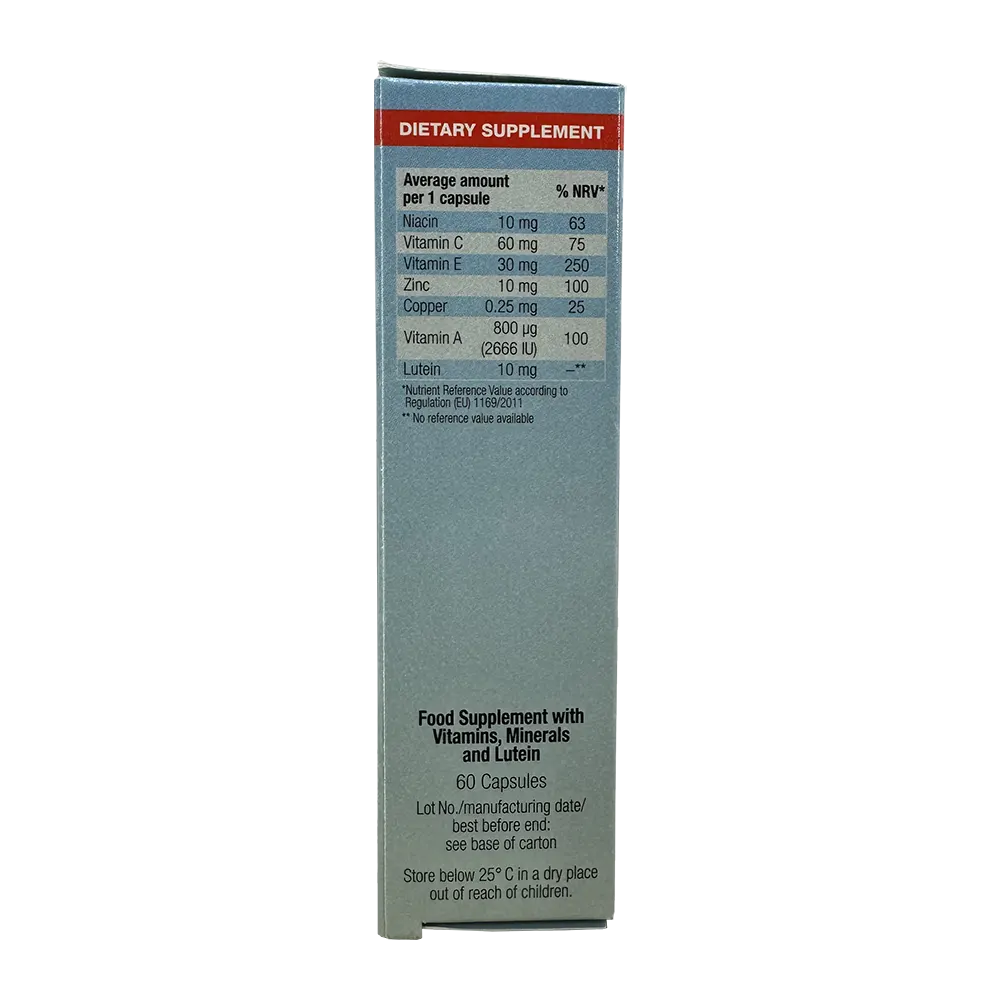 DIETARY SUPPLEMENT
Average amount
per 1 capsule % NRV*
Niacin 10 mg 63
Vitamin C 60 mg 75
Vitamin E 30 mg 250
Zinc 10 mg 100
Copper 0.25 mg 25
Vitamin A 800 µg (2666 IU) 100
Lutein 10 mg –**
*Nutrient Reference Value according to
Regulation (EU) 1169/2011
** No reference value available
Food Supplement with
Vitamins, Minerals
and Lutein
60 Capsules
Lot No./manufacturing date/
best before end:
see base of carton
Store below 25° C in a dry place
out of reach of children.